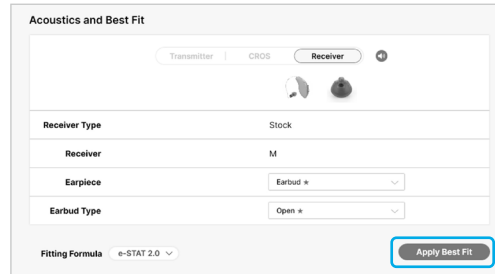 Acoustics and Best Fit
Transmitter CROS Receiver
Receiver Type Stock
Receiver M
Earpiece Earbud ★
Earbud Type Open ★
Fitting Formula e-STAT 2.0 Apply Best Fit